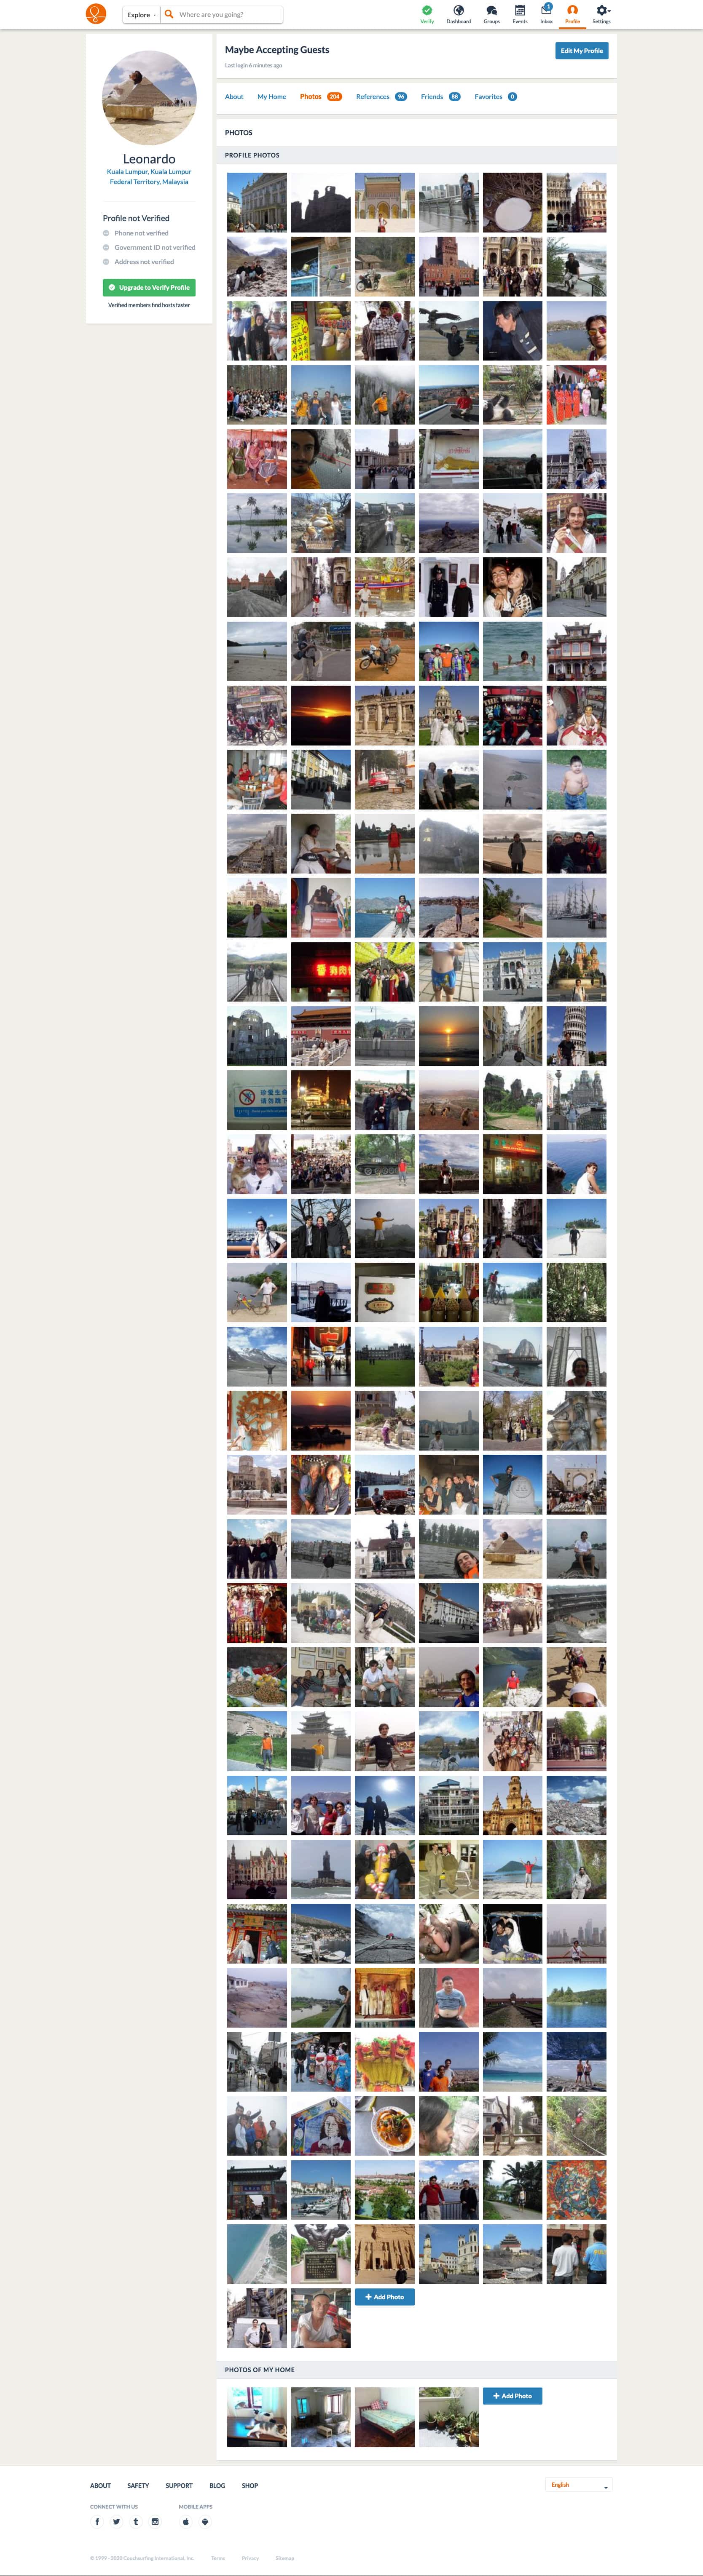 Explore
Where are you going?
Verify
Dashboard
Groups
Events
1
Inbox
Profile
Settings
Maybe Accepting Guests
Last login 6 minutes ago
Edit My Profile
About
My Home
Photos 204
References 96
Friends 88
Favorites 0
Leonardo
Kuala Lumpur, Kuala Lumpur
Federal Territory, Malaysia
Profile not Verified
Phone not verified
Government ID not verified
Address not verified
Upgrade to Verify Profile
Verified members find hosts faster
PHOTOS
PROFILE PHOTOS
Add Photo
PHOTOS OF MY HOME
Add Photo
ABOUT
SAFETY
SUPPORT
BLOG
SHOP
English
CONNECT WITH US
MOBILE APPS
© 1999 - 2020 Couchsurfing International, Inc.
Terms
Privacy
Sitemap